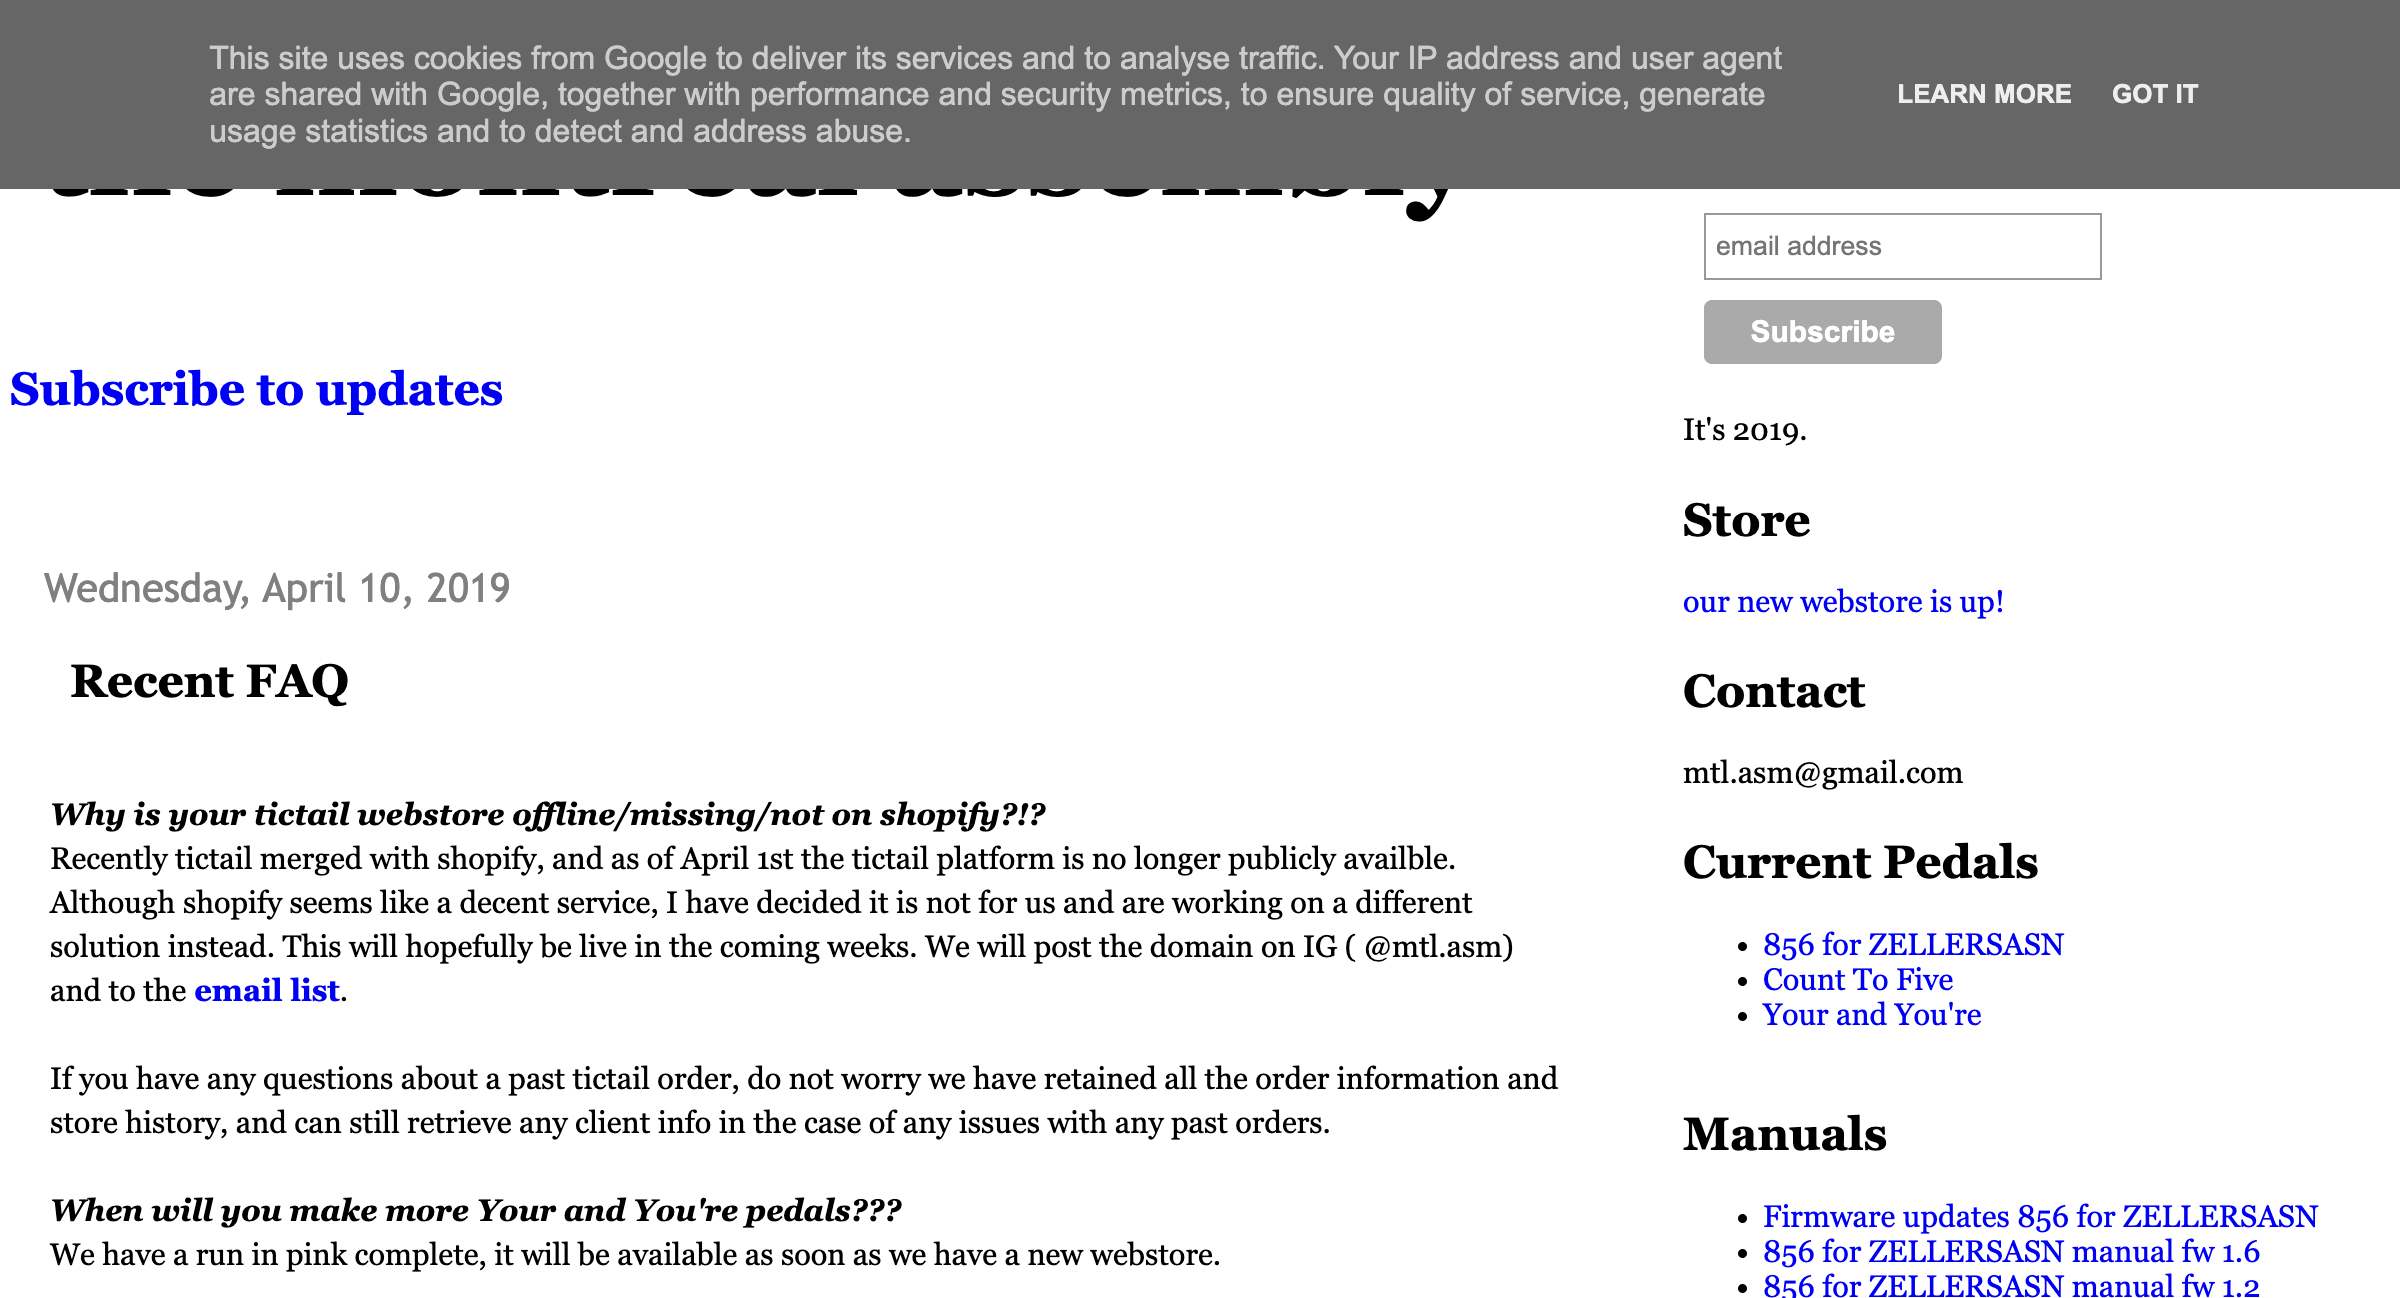 This site uses cookies from Google to deliver its services and to analyse traffic. Your IP address and user agent
are shared with Google, together with performance and security metrics, to ensure quality of service, generate
usage statistics and to detect and address abuse.
LEARN MORE GOT IT
the montreal assembly
Subscribe to updates
Wednesday, April 10, 2019
Recent FAQ
Why is your tictail webstore offline/missing/not on shopify?!?
Recently tictail merged with shopify, and as of April 1st the tictail platform is no longer publicly availble.
Although shopify seems like a decent service, I have decided it is not for us and are working on a different
solution instead. This will hopefully be live in the coming weeks. We will post the domain on IG ( @mtl.asm)
and to the email list.
If you have any questions about a past tictail order, do not worry we have retained all the order information and
store history, and can still retrieve any client info in the case of any issues with any past orders.
When will you make more Your and You're pedals???
We have a run in pink complete, it will be available as soon as we have a new webstore.
email address
Subscribe
It's 2019.
Store
our new webstore is up!
Contact
mtl.asm@gmail.com
Current Pedals
• 856 for ZELLERSASN
• Count To Five
• Your and You're
Manuals
• Firmware updates 856 for ZELLERSASN
• 856 for ZELLERSASN manual fw 1.6
• 856 for ZELLERSASN manual fw 1.2